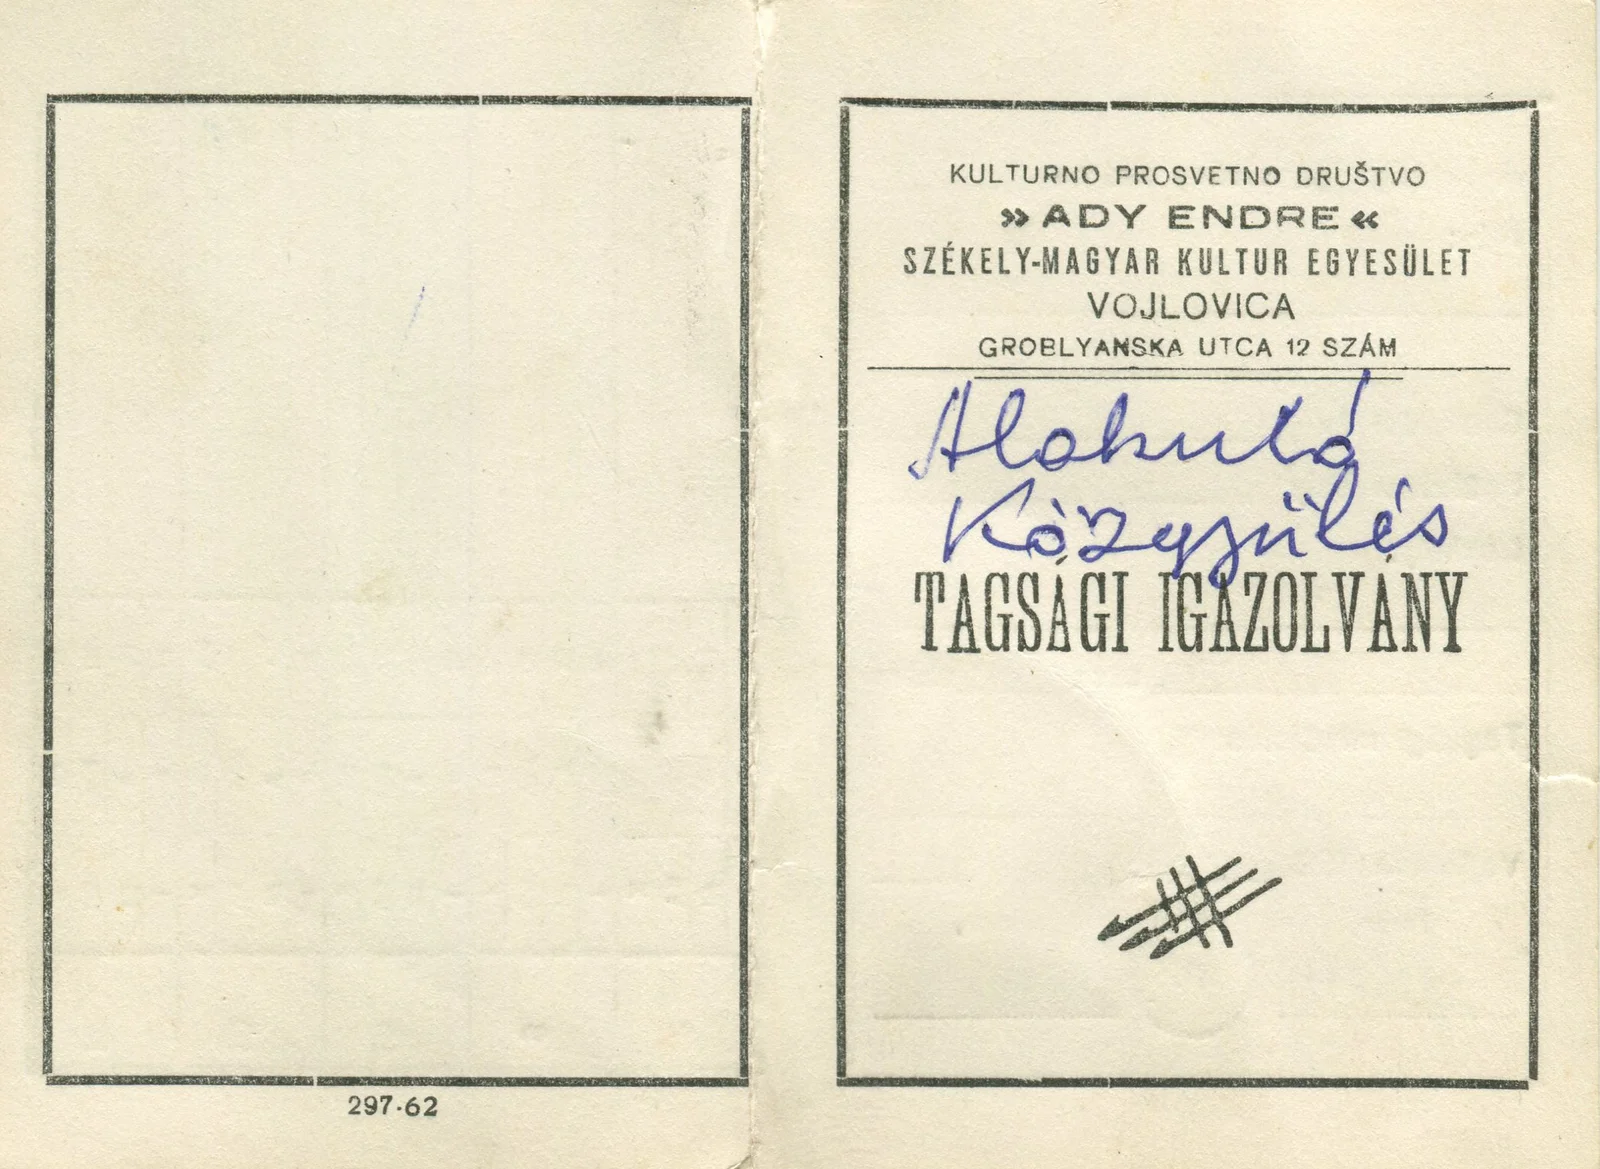 297-62
KULTURNO PROSVETNO DRUŠTVO
»ADY ENDRE«
SZÉKELY-MAGYAR KULTUR EGYESÜLET
VOJLOVICA
GROBLYANSKA UTCA 12 SZÁM
Alakuló
Közgyülés
TAGSÁGI IGAZOLVÁNY